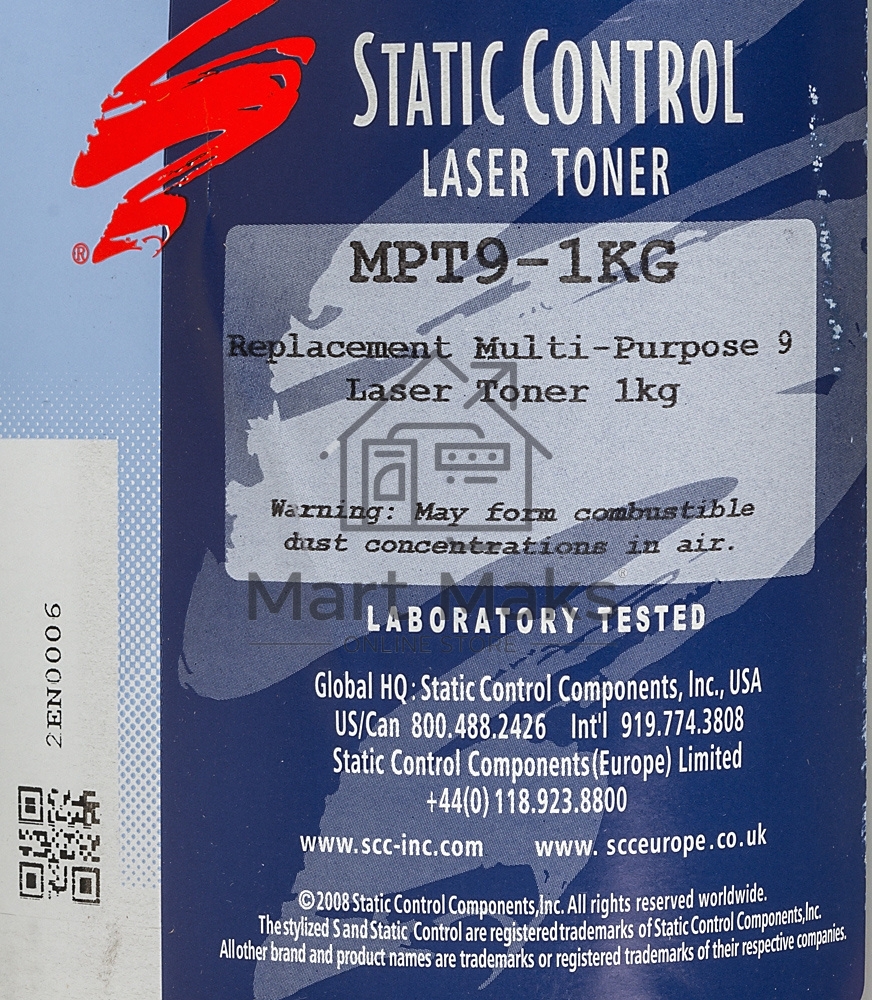 STATIC CONTROL
LASER TONER
®
MPT9-1KG
Replacement Multi-Purpose 9
Laser Toner 1kg
Warning: May form combustible
dust concentrations in air.
Mart Maks
ONLINE STORE
LABORATORY TESTED
2EN0006
Global HQ: Static Control Components, Inc., USA
US/Can 800.488.2426 Int'l 919.774.3808
Static Control Components (Europe) Limited
+44(0) 118.923.8800
www.scc-inc.com www. scceurope.co.uk
©2008 Static Control Components,Inc. All rights reserved worldwide.
The stylized S and Static Control are registered trademarks of Static Control Components,Inc.
All other brand and product names are trademarks or registered trademarks of their respective companies.